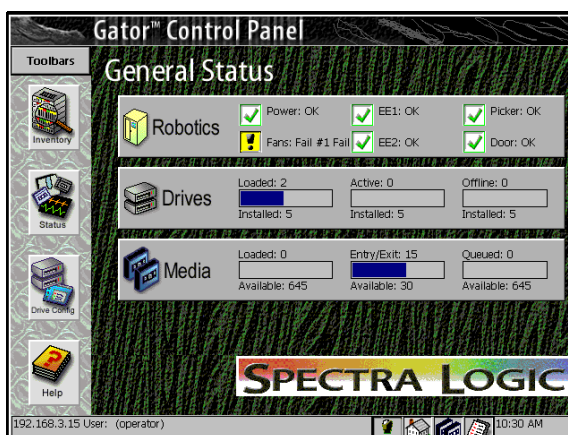 Gator™ Control Panel
Toolbars
General Status
Inventory
Status
Drive Config
Help
Robotics
Power: OK
EE1: OK
Picker: OK
Fans: Fail #1 Fail
EE2: OK
Door: OK
Drives
Loaded: 2
Active: 0
Offline: 0
Installed: 5
Installed: 5
Installed: 5
Media
Loaded: 0
Entry/Exit: 15
Queued: 0
Available: 645
Available: 30
Available: 645
SPECTRA LOGIC
192.168.3.15 User: (operator)
10:30 AM